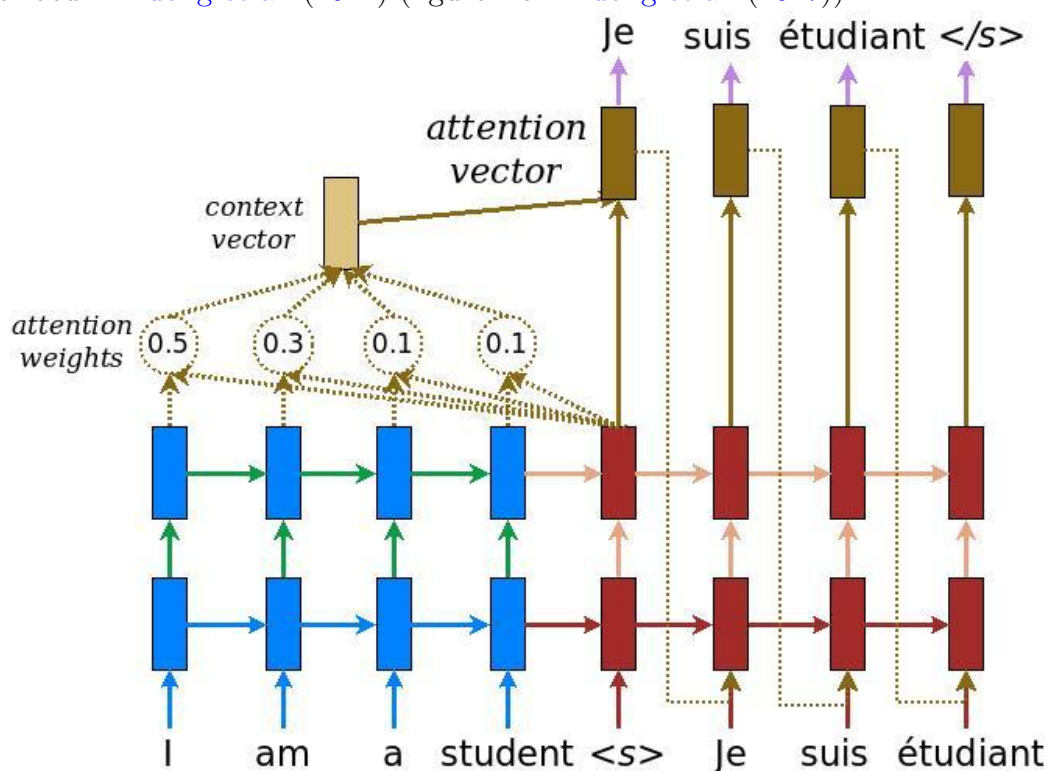 Je suis étudiant </s>
attention
vector
context
vector
attention
weights
0.5 0.3 0.1 0.1
I am a student <s> Je suis étudiant